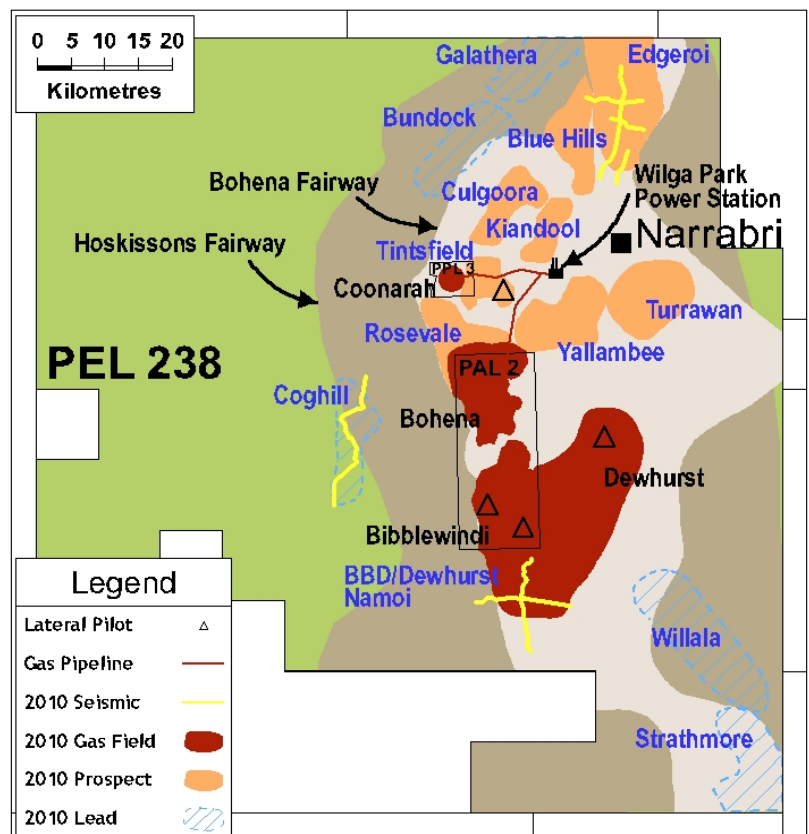 0 5 10 15 20
Kilometres
Galathera
Edgeroi
Bundock
Blue Hills
Wilga Park
Power Station
Bohena Fairway
Culgoora
Kiandool
Narrabri
Hoskissons Fairway
Tintsfield
PPL 3
Coonarah
Turrawan
Rosevale
Yallambee
PEL 238
PAL 2
Coghill
Bohena
Dewhurst
Bibblewindi
BBD/Dewhurst
Namoi
Willala
Strathmore
Legend
Lateral Pilot
Gas Pipeline
2010 Seismic
2010 Gas Field
2010 Prospect
2010 Lead